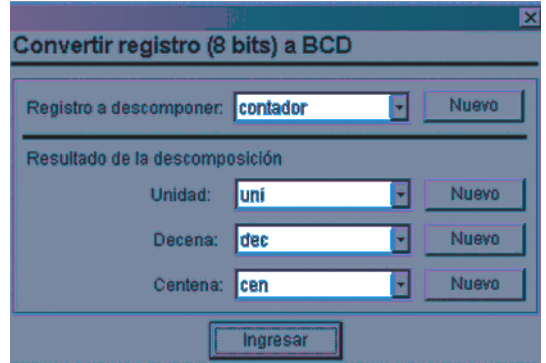 Convertir registro (8 bits) a BCD
Registro a descomponer: contador Nuevo
Resultado de la descomposición
Unidad: uni Nuevo
Decena: dec Nuevo
Centena: cen Nuevo
Ingresar